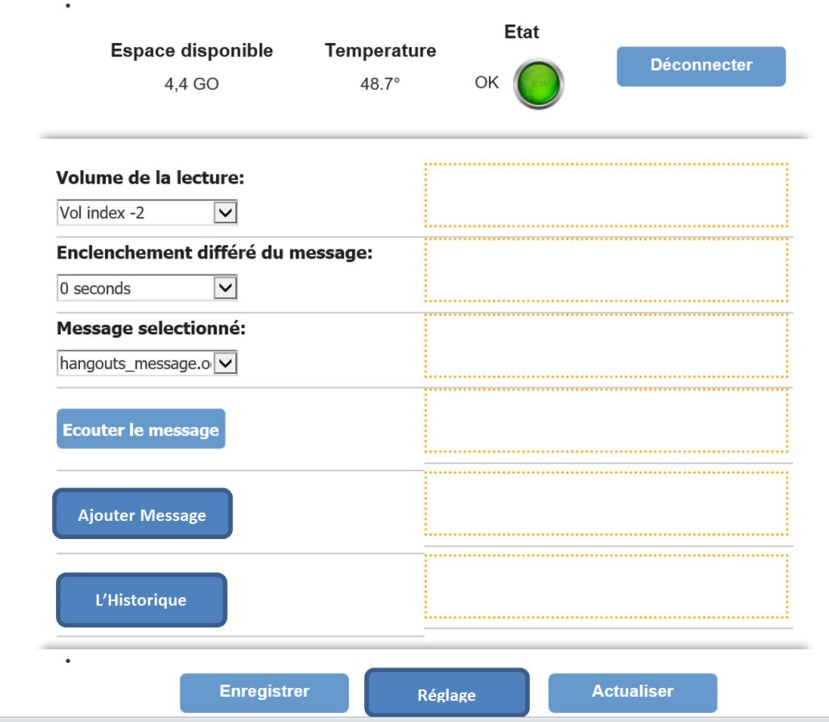 Espace disponible Temperature Etat
4,4 GO 48.7° OK
Déconnecter
Volume de la lecture:
Vol index -2
Enclenchement différé du message:
0 seconds
Message selectionné:
hangouts_message.o
Ecouter le message
Ajouter Message
L'Historique
Enregistrer Réglage Actualiser